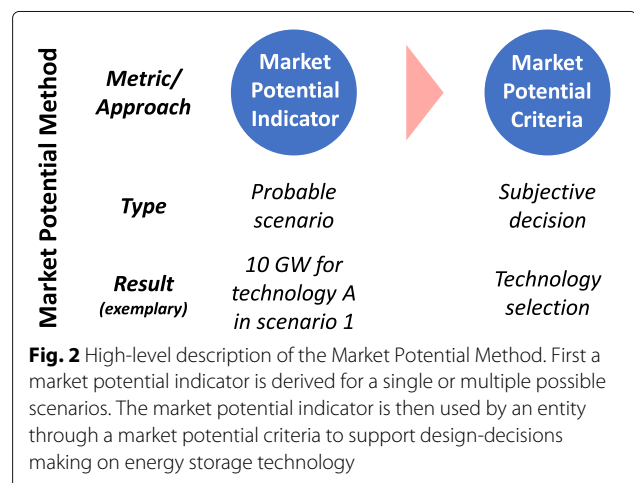 Market Potential Method
Metric/
Approach
Market
Potential
Indicator
Market
Potential
Criteria
Type
Probable
scenario
Subjective
decision
Result
(exemplary)
10 GW for
technology A
in scenario 1
Technology
selection
Fig. 2 High-level description of the Market Potential Method. First a
market potential indicator is derived for a single or multiple possible
scenarios. The market potential indicator is then used by an entity
through a market potential criteria to support design-decisions
making on energy storage technology